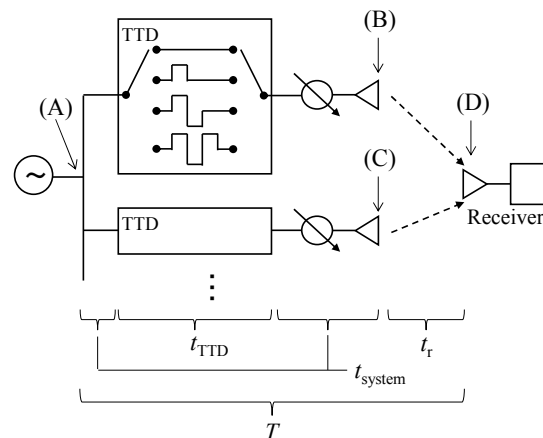 (B)
TTD
(A)
(D)
~
(C)
Receiver
TTD
⋮
t_TTD
t_r
t_system
T